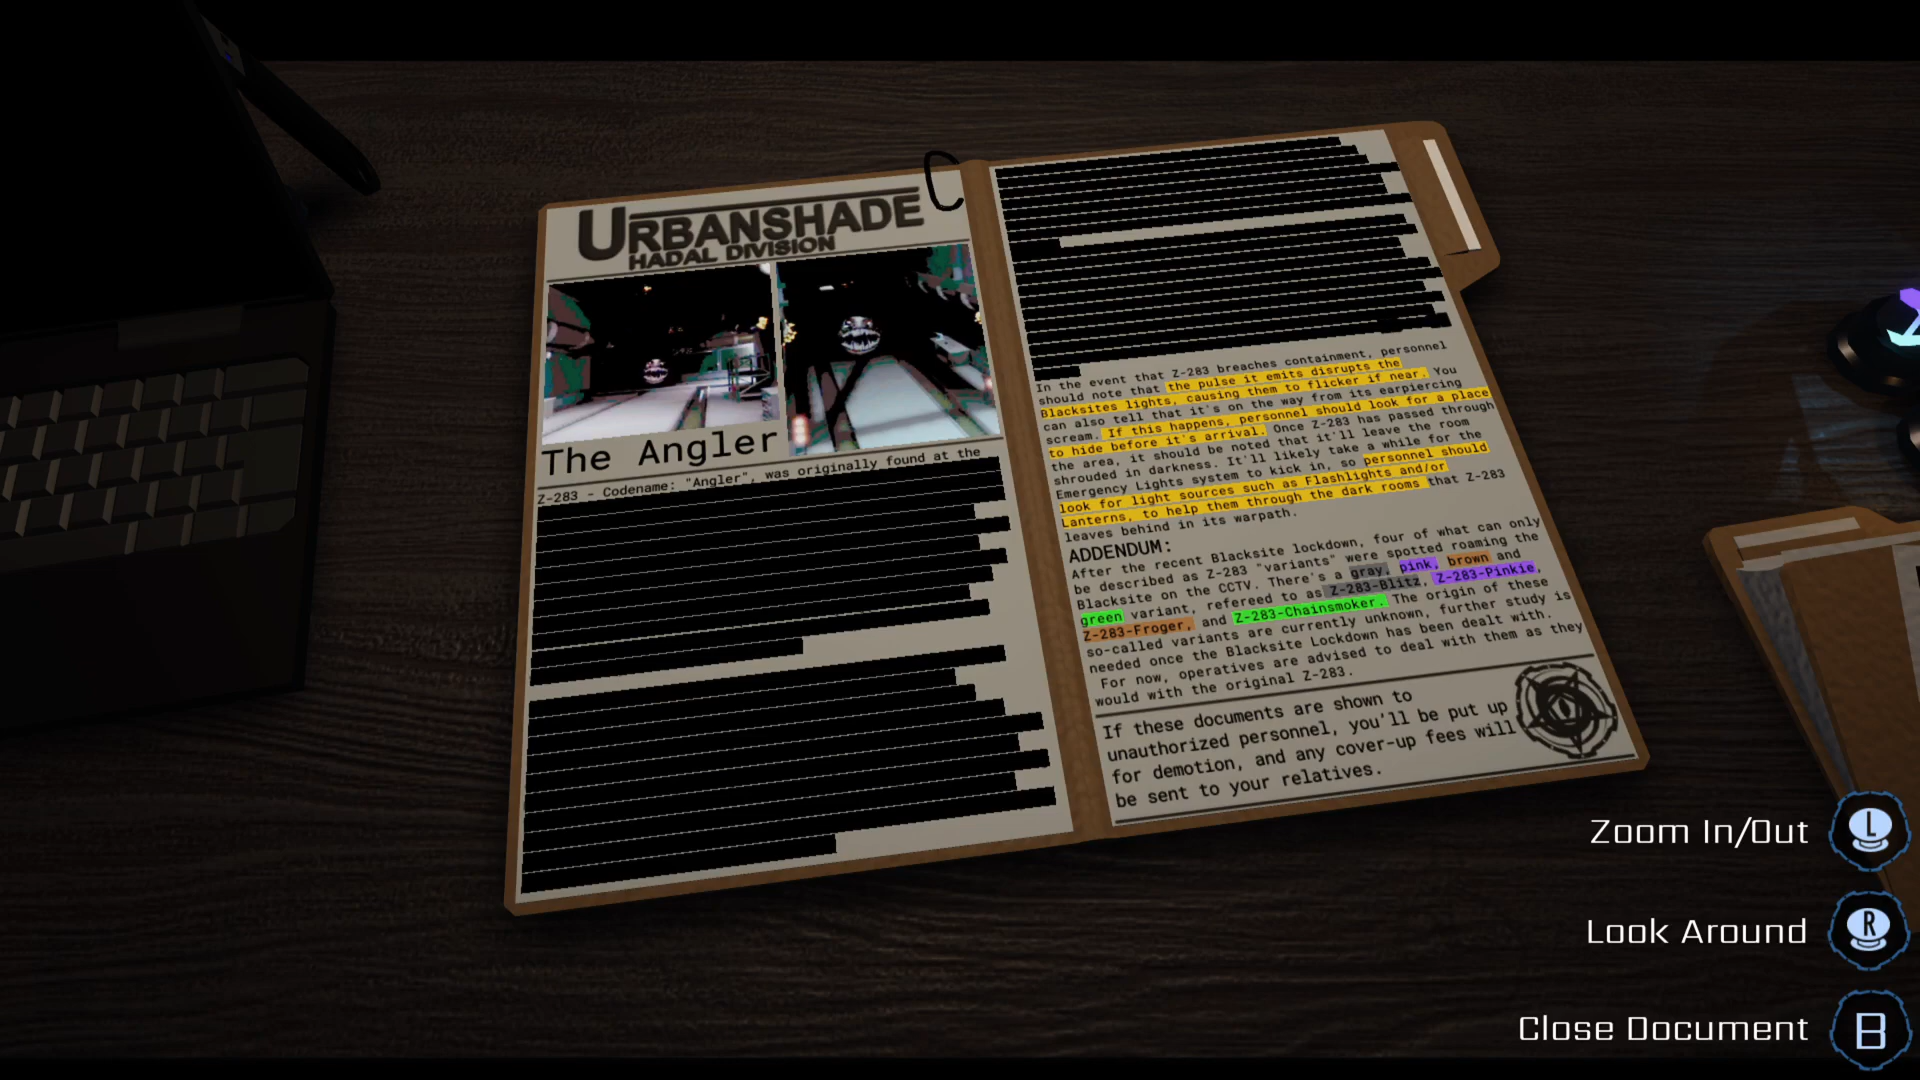 URBANSHADE
HADAL DIVISION
The Angler
Z-283 - Codename: "Angler", was originally found at the
In the event that Z-283 breaches containment, personnel
should note that the pulse it emits disrupts the
Blacksites lights, causing them to flicker if near. You
can also tell that it's on the way from its earpiercing
scream. If this happens, personnel should look for a place
to hide before it's arrival. Once Z-283 has passed through
the area, it should be noted that it'll leave the room
shrouded in darkness. It'll likely take a while for the
Emergency Lights system to kick in, so personnel should
look for light sources such as Flashlights and/or
Lanterns, to help them through the dark rooms that Z-283
leaves behind in its warpath.
ADDENDUM:
After the recent Blacksite lockdown, four of what can only
be described as Z-283 "variants" were spotted roaming the
Blacksite on the CCTV. There's a gray, pink, brown and
green variant, refereed to as Z-283-Blitz, Z-283-Pinkie,
Z-283-Froger, and Z-283-Chainsmoker. The origin of these
so-called variants are currently unknown, further study is
needed once the Blacksite Lockdown has been dealt with.
For now, operatives are advised to deal with them as they
would with the original Z-283.
If these documents are shown to
unauthorized personnel, you'll be put up
for demotion, and any cover-up fees will
be sent to your relatives.
Zoom In/Out L
Look Around R
Close Document B